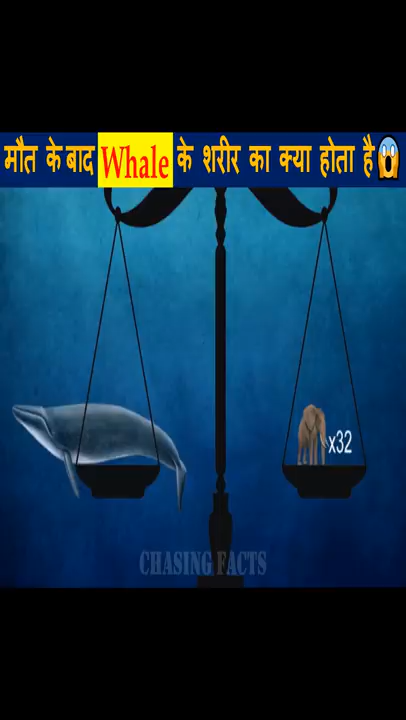 मौत के बाद Whale के शरीर का क्या होता है😱
x32
CHASING FACTS